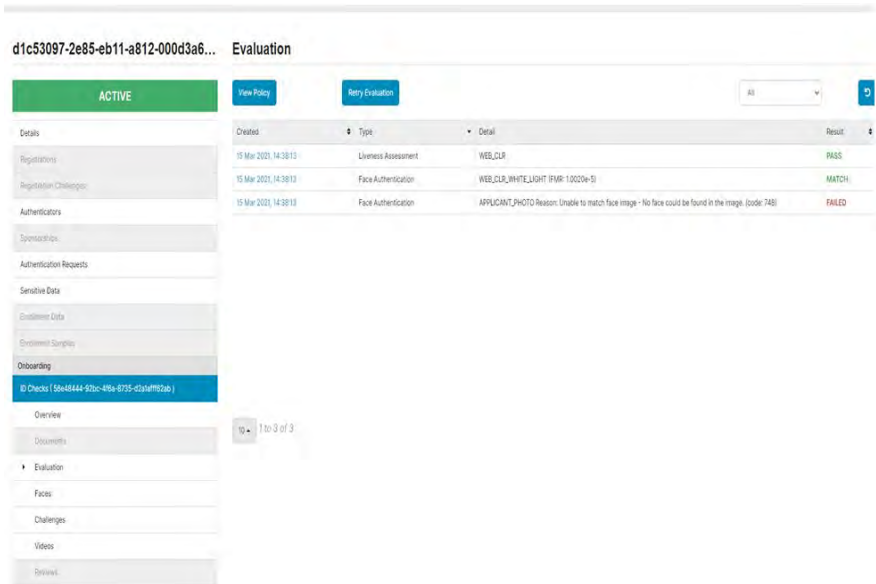 d1c53097-2e85-eb11-a812-000d3a6... Evaluation
ACTIVE
View Policy Retry Evaluation All
Details
Created Type Detail Result
Registrations
15 Mar 2021, 14:38:13 Liveness Assessment WEB_CLR PASS
Registration Challenges
15 Mar 2021, 14:38:13 Face Authentication WEB_CLR_WHITE_LIGHT (FMR: 1.0020e-5) MATCH
Authenticators
15 Mar 2021, 14:38:13 Face Authentication APPLICANT_PHOTO Reason: Unable to match face image - No face could be found in the image. (code: 749) FAILED
Sponsorships
Authentication Requests
Sensitive Data
Enrollment Data
Enrollment Samples
Onboarding
ID Checks
Overview
Documents
10 1 to 3 of 3
Evaluation
Faces
Challenges
Videos
Reviews